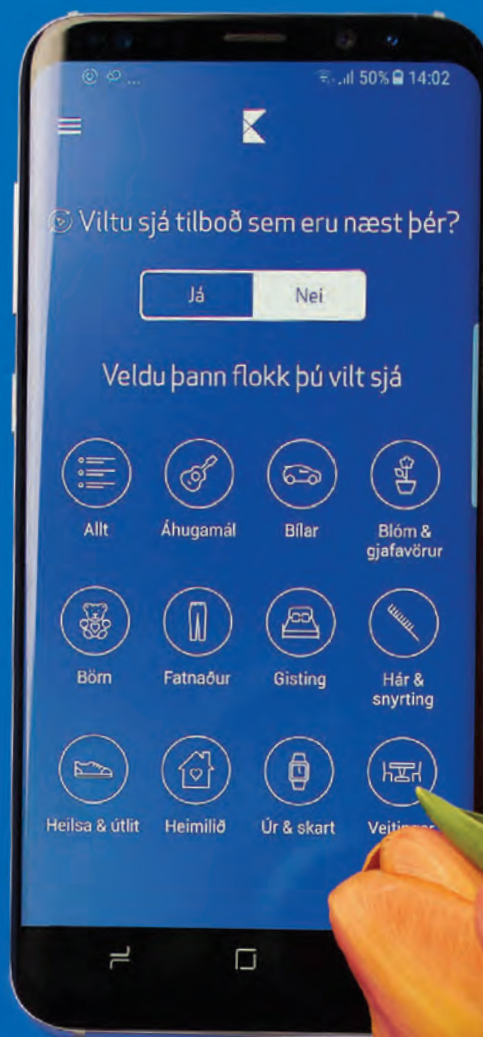 50% 14:02
Viltu sjá tilboð sem eru næst þér?
Já Nei
Veldu þann flokk þú vilt sjá
Allt Áhugamál Bílar Blóm &
gjafavörur
Börn Fatnaður Gisting Hár &
snyrting
Heilsa & útlit Heimilið Úr & skart